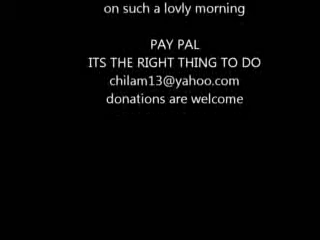 on such a lovly morning
PAY PAL
ITS THE RIGHT THING TO DO
chilam13@yahoo.com
donations are welcome